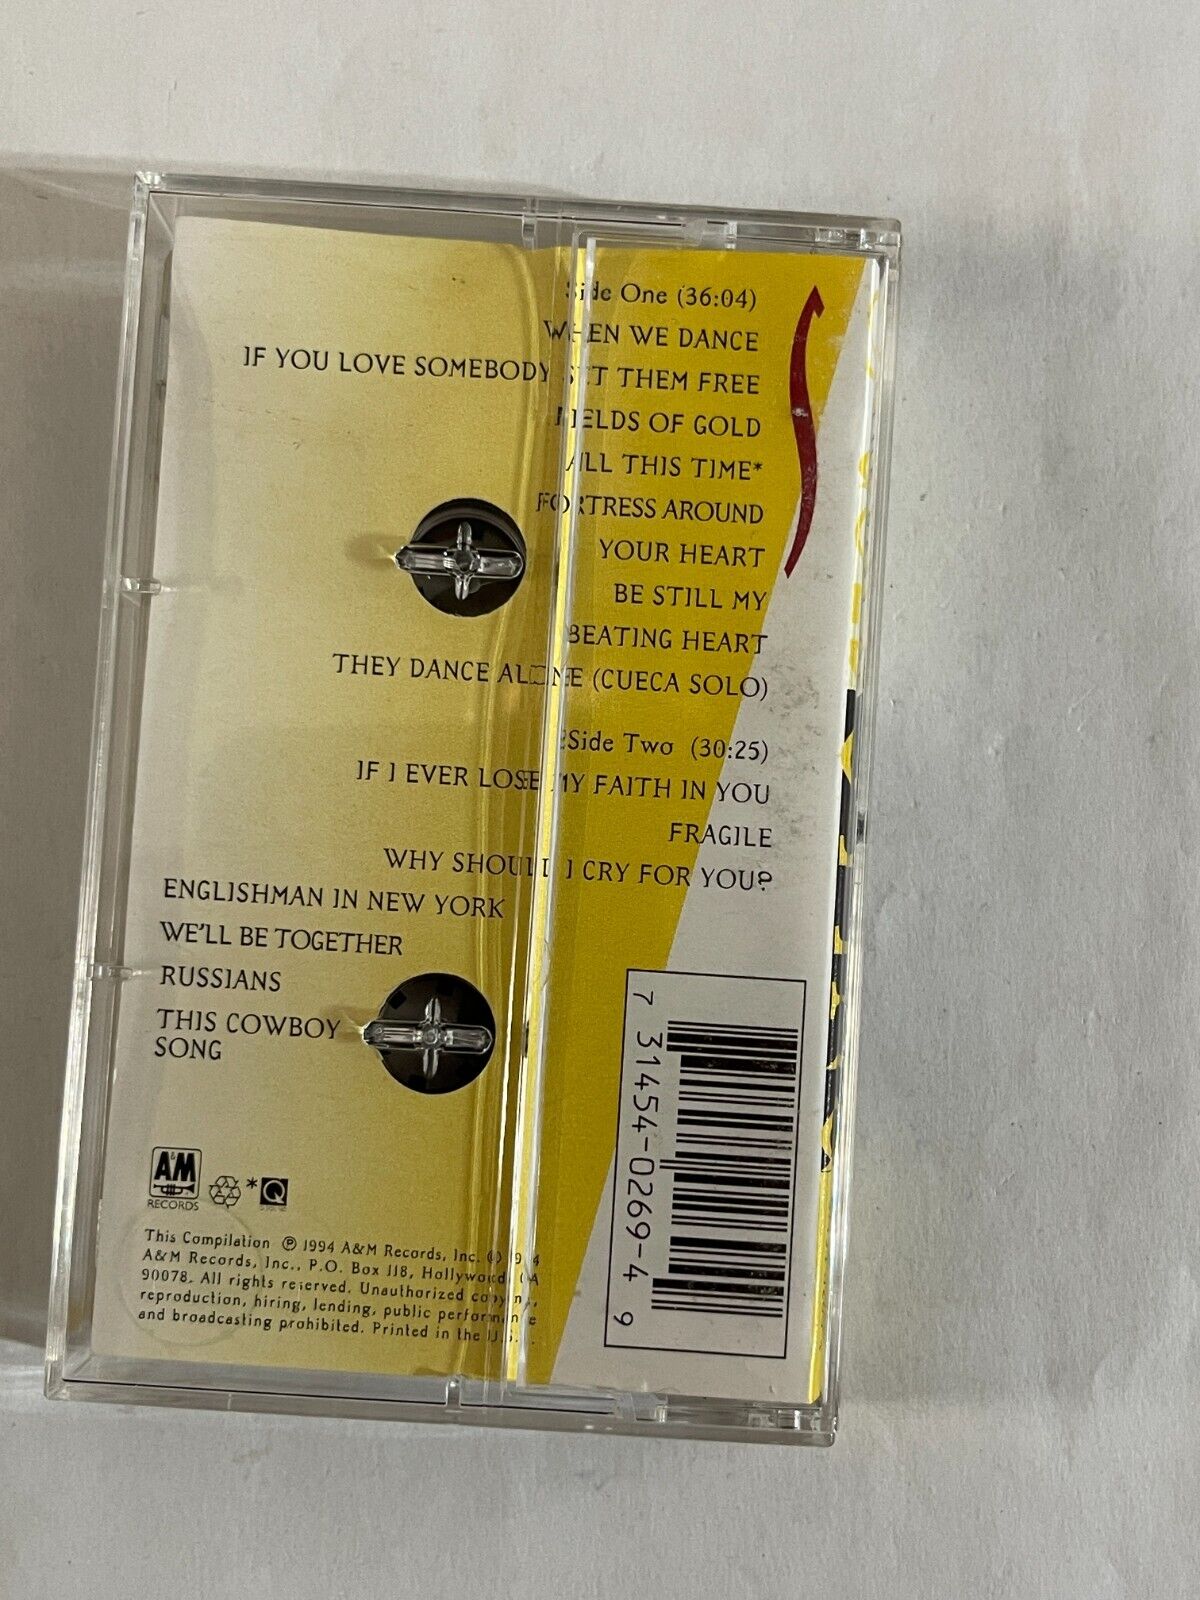 Side One (36:04)
WHEN WE DANCE
IF YOU LOVE SOMEBODY SET THEM FREE
FIELDS OF GOLD
ALL THIS TIME*
FORTRESS AROUND
YOUR HEART
BE STILL MY
BEATING HEART
THEY DANCE ALONE (CUECA SOLO)
Side Two (30:25)
IF I EVER LOSE MY FAITH IN YOU
FRAGILE
WHY SHOULD I CRY FOR YOU?
ENGLISHMAN IN NEW YORK
WE'LL BE TOGETHER
RUSSIANS
THIS COWBOY
SONG
A&M
RECORDS
* Q
This Compilation ℗ 1994 A&M Records, Inc. © 1994
A&M Records, Inc., P.O. Box 118, Hollywood, CA
90078. All rights reserved. Unauthorized copying,
reproduction, hiring, lending, public performance
and broadcasting prohibited. Printed in the U.S.
7 31454-0269-4 9